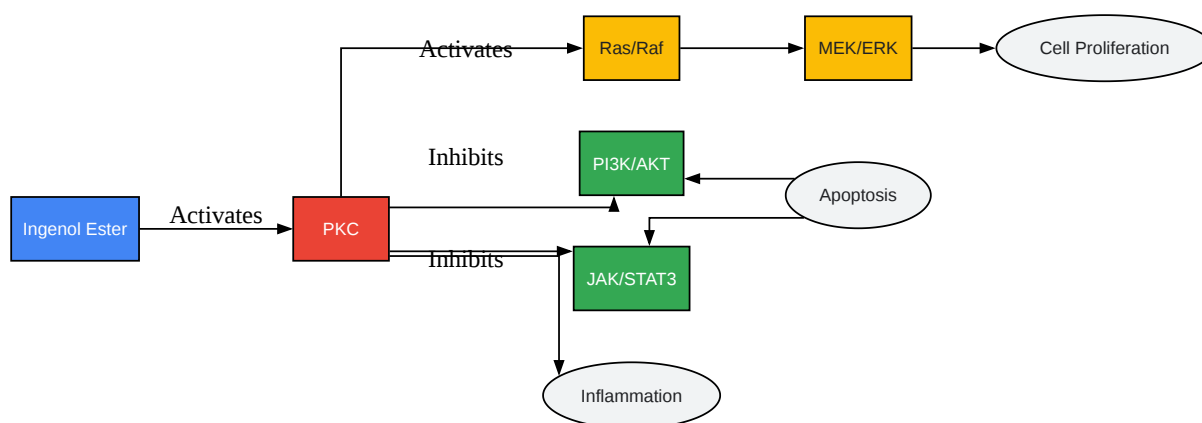 Activates
Ras/Raf
MEK/ERK
Cell Proliferation
Inhibits
PI3K/AKT
Apoptosis
Ingenol Ester
Activates
PKC
Inhibits
JAK/STAT3
Inflammation